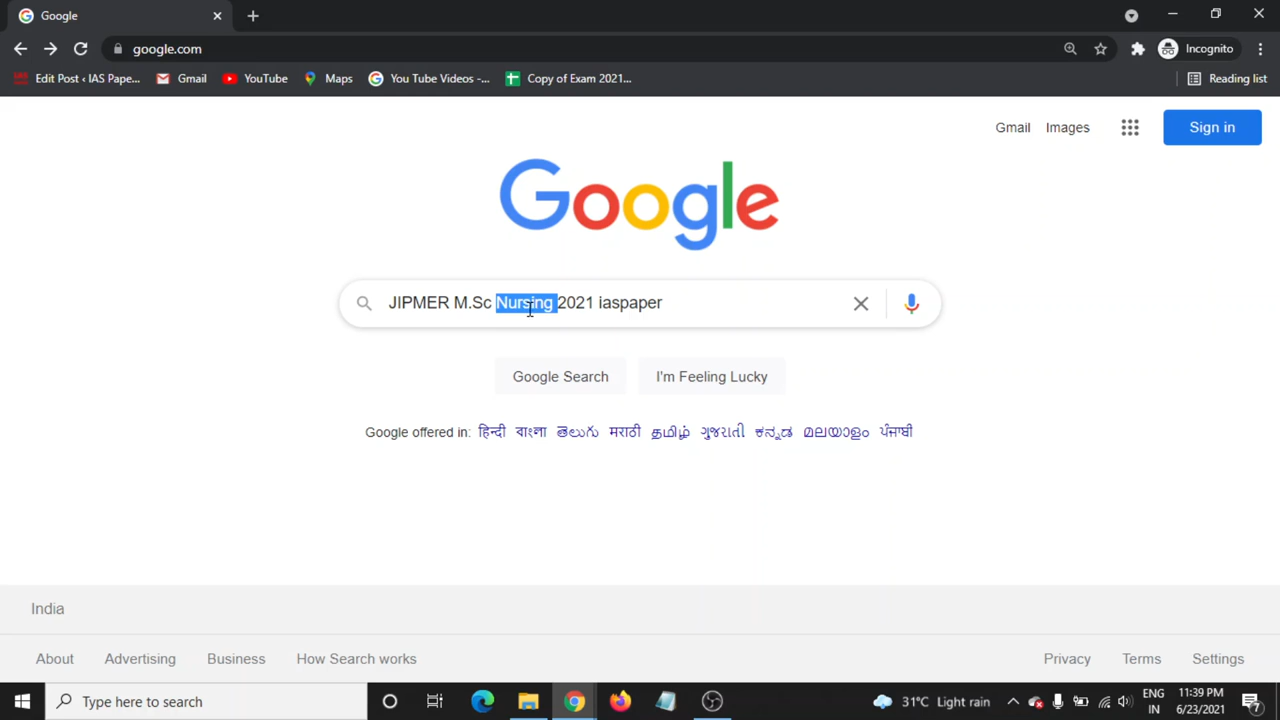 Google
google.com
Incognito
Edit Post ‹ IAS Pape...
Gmail
YouTube
Maps
You Tube Videos -...
Copy of Exam 2021...
Reading list
Gmail
Images
Sign in
Google
JIPMER M.Sc Nursing 2021 iaspaper
Google Search
I'm Feeling Lucky
Google offered in: हिन्दी বাংলা తెలుగు मराठी தமிழ் ગુજરાતી ಕನ್ನಡ മലയാളം ਪੰਜਾਬੀ
India
About
Advertising
Business
How Search works
Privacy
Terms
Settings
Type here to search
31°C Light rain
ENG
IN
11:39 PM
6/23/2021
7